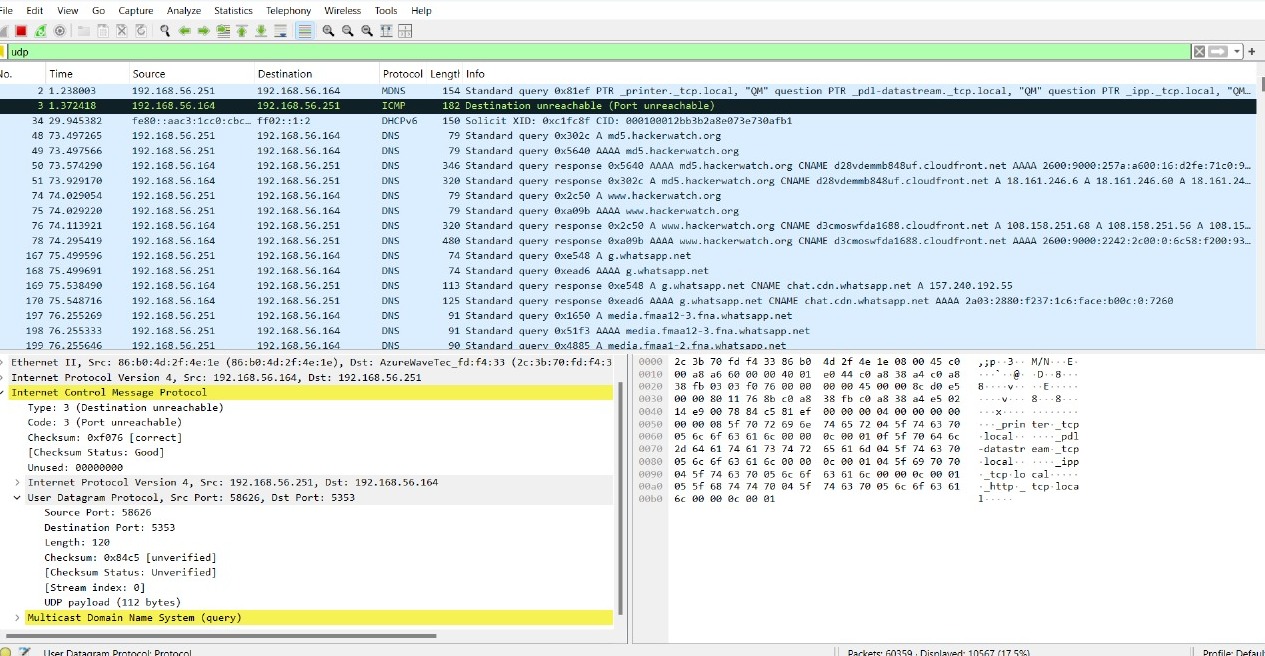 File Edit View Go Capture Analyze Statistics Telephony Wireless Tools Help
udp
No. Time Source Destination Protocol Length Info
2 1.238003 192.168.56.251 192.168.56.164 MDNS 154 Standard query 0x81ef PTR _printer._tcp.local, "QM" question PTR _pdl-datastream._tcp.local, "QM" question PTR _ipp._tcp.local, "QM…
3 1.372418 192.168.56.164 192.168.56.251 ICMP 182 Destination unreachable (Port unreachable)
34 29.945382 fe80::aac3:1cc0:cbc… ff02::1:2 DHCPv6 150 Solicit XID: 0xc1fc8f CID: 000100012bb3b2a8e073e730afb1
48 73.497265 192.168.56.251 192.168.56.164 DNS 79 Standard query 0x302c A md5.hackerwatch.org
49 73.497566 192.168.56.251 192.168.56.164 DNS 79 Standard query 0x5640 AAAA md5.hackerwatch.org
50 73.574290 192.168.56.164 192.168.56.251 DNS 346 Standard query response 0x5640 AAAA md5.hackerwatch.org CNAME d28vdemmb848uf.cloudfront.net AAAA 2600:9000:257a:a600:16:d2fe:71c0:9…
51 73.929170 192.168.56.164 192.168.56.251 DNS 320 Standard query response 0x302c A md5.hackerwatch.org CNAME d28vdemmb848uf.cloudfront.net A 18.161.246.6 A 18.161.246.60 A 18.161.24…
74 74.029054 192.168.56.251 192.168.56.164 DNS 79 Standard query 0x2c50 A www.hackerwatch.org
75 74.029220 192.168.56.251 192.168.56.164 DNS 79 Standard query 0xa09b AAAA www.hackerwatch.org
76 74.113921 192.168.56.164 192.168.56.251 DNS 320 Standard query response 0x2c50 A www.hackerwatch.org CNAME d3cmoswfda1688.cloudfront.net A 108.158.251.68 A 108.158.251.56 A 108.15…
78 74.295419 192.168.56.164 192.168.56.251 DNS 480 Standard query response 0xa09b AAAA www.hackerwatch.org CNAME d3cmoswfda1688.cloudfront.net AAAA 2600:9000:2242:2c00:0:6c58:f200:93…
167 75.499596 192.168.56.251 192.168.56.164 DNS 74 Standard query 0xe548 A g.whatsapp.net
168 75.499691 192.168.56.251 192.168.56.164 DNS 74 Standard query 0xead6 AAAA g.whatsapp.net
169 75.538490 192.168.56.164 192.168.56.251 DNS 113 Standard query response 0xe548 A g.whatsapp.net CNAME chat.cdn.whatsapp.net A 157.240.192.55
170 75.548716 192.168.56.164 192.168.56.251 DNS 125 Standard query response 0xead6 AAAA g.whatsapp.net CNAME chat.cdn.whatsapp.net AAAA 2a03:2880:f237:1c6:face:b00c:0:7260
197 76.255269 192.168.56.251 192.168.56.164 DNS 91 Standard query 0x1650 A media.fmaa12-3.fna.whatsapp.net
198 76.255333 192.168.56.251 192.168.56.164 DNS 91 Standard query 0x51f3 AAAA media.fmaa12-3.fna.whatsapp.net
199 76.255646 192.168.56.251 192.168.56.164 DNS 90 Standard query 0x4885 A media.fmaa1-2.fna.whatsapp.net
Ethernet II, Src: 86:b0:4d:2f:4e:1e (86:b0:4d:2f:4e:1e), Dst: AzureWaveTec_fd:f4:33 (2c:3b:70:fd:f4:3
Internet Protocol Version 4, Src: 192.168.56.164, Dst: 192.168.56.251
Internet Control Message Protocol
Type: 3 (Destination unreachable)
Code: 3 (Port unreachable)
Checksum: 0xf076 [correct]
[Checksum Status: Good]
Unused: 00000000
Internet Protocol Version 4, Src: 192.168.56.251, Dst: 192.168.56.164
User Datagram Protocol, Src Port: 58626, Dst Port: 5353
Source Port: 58626
Destination Port: 5353
Length: 120
Checksum: 0x84c5 [unverified]
[Checksum Status: Unverified]
[Stream index: 0]
UDP payload (112 bytes)
Multicast Domain Name System (query)
0000 2c 3b 70 fd f4 33 86 b0 4d 2f 4e 1e 08 00 45 c0 ,;p··3·· M/N···E·
0010 00 a8 a6 60 00 00 40 01 e0 44 c0 a8 38 a4 c0 a8 ···`··@· ·D··8···
0020 38 fb 03 03 f0 76 00 00 00 00 45 00 00 8c d0 e5 8····v·· ··E·····
0030 00 00 80 11 76 8b c0 a8 38 fb c0 a8 38 a4 e5 02 ····v··· 8···8···
0040 14 e9 00 78 84 c5 81 ef 00 00 00 04 00 00 00 00 ···x···· ········
0050 00 00 08 5f 70 72 69 6e 74 65 72 04 5f 74 63 70 ···_prin ter·_tcp
0060 05 6c 6f 63 61 6c 00 00 0c 00 01 0f 5f 70 64 6c ·local·· ····_pdl
0070 2d 64 61 74 61 73 74 72 65 61 6d 04 5f 74 63 70 -datastr eam·_tcp
0080 05 6c 6f 63 61 6c 00 00 0c 00 01 04 5f 69 70 70 ·local·· ····_ipp
0090 04 5f 74 63 70 05 6c 6f 63 61 6c 00 00 0c 00 01 ·_tcp·lo cal·····
00a0 05 5f 68 74 74 70 04 5f 74 63 70 05 6c 6f 63 61 ·_http·_ tcp·loca
00b0 6c 00 00 0c 00 01 l·····
User Datagram Protocol: Protocol
Packets: 60359 · Displayed: 10567 (17.5%)
Profile: Defaul